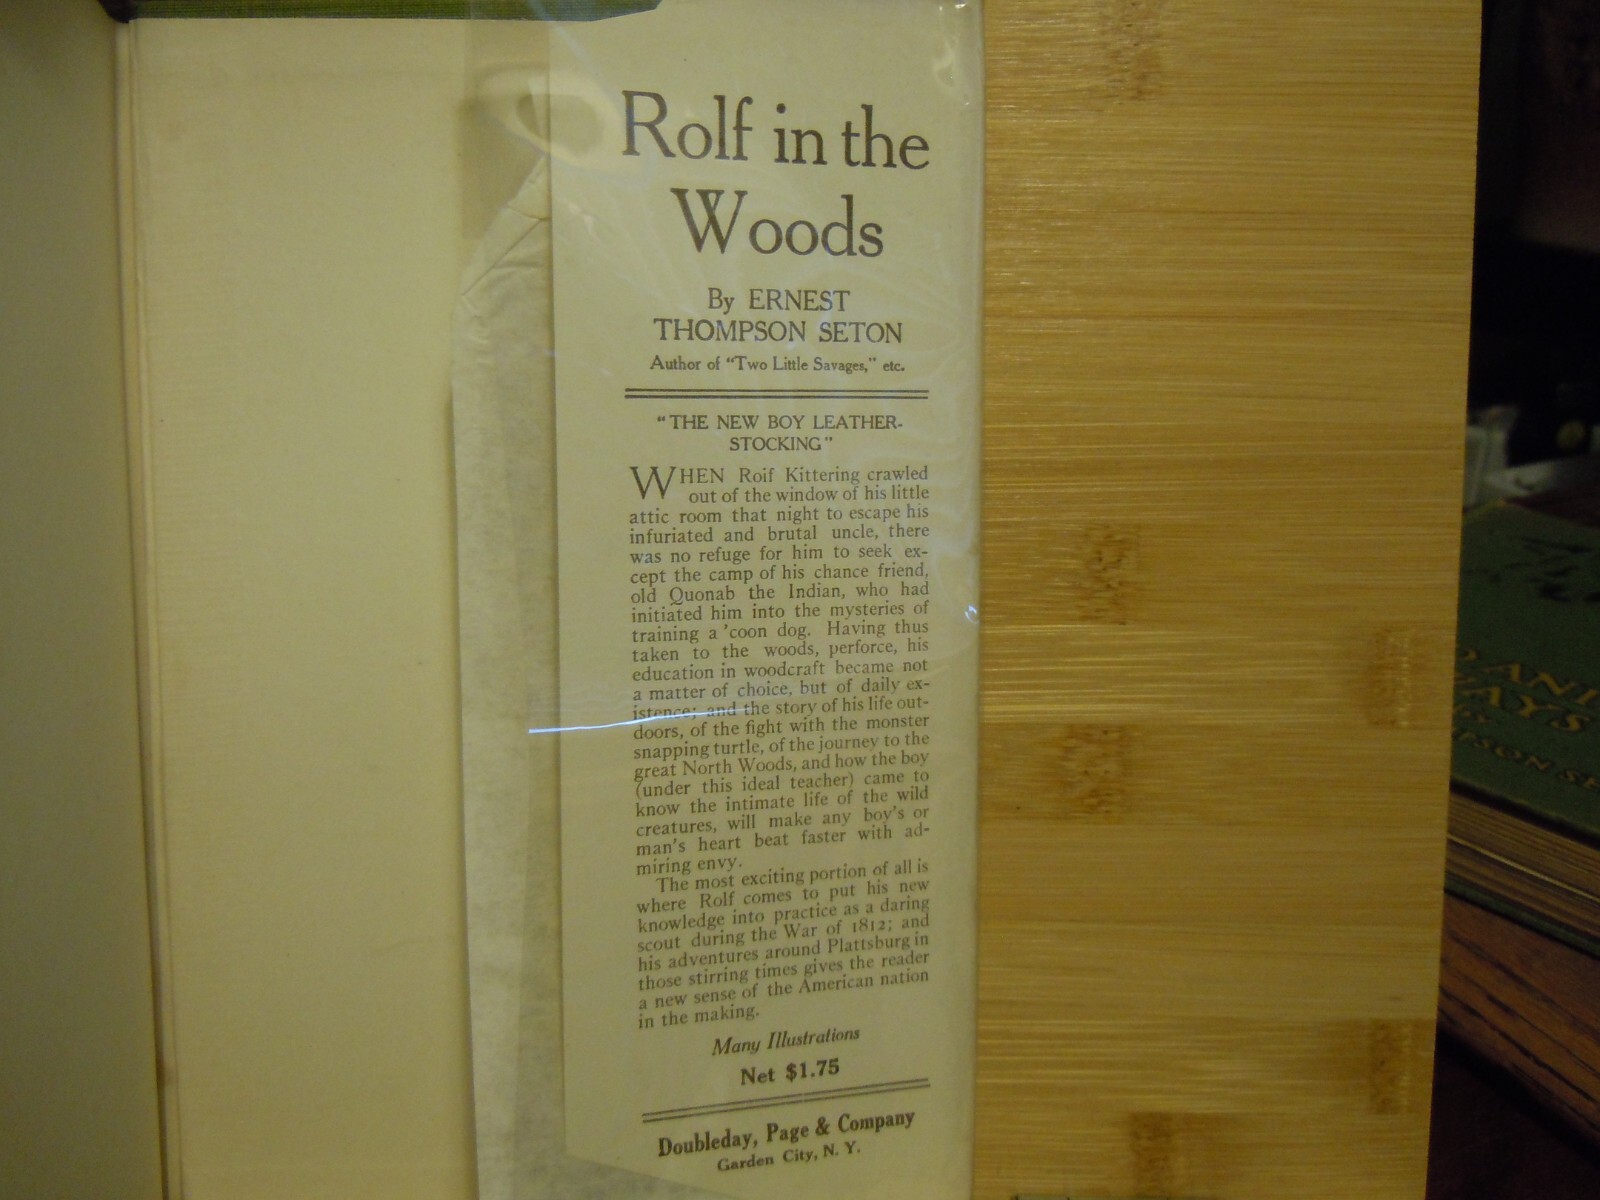 Rolf in the
Woods
By ERNEST
THOMPSON SETON
Author of "Two Little Savages," etc.
"THE NEW BOY LEATHER-
STOCKING"
WHEN Rolf Kittering crawled
out of the window of his little
attic room that night to escape his
infuriated and brutal uncle, there
was no refuge for him to seek ex-
cept the camp of his chance friend,
old Quonab the Indian, who had
initiated him into the mysteries of
training a 'coon dog. Having thus
taken to the woods, perforce, his
education in woodcraft became not
a matter of choice, but of daily ex-
istence; and the story of his life out-
doors, of the fight with the monster
snapping turtle, of the journey to the
great North Woods, and how the boy
(under this ideal teacher) came to
know the intimate life of the wild
creatures, will make any boy's or
man's heart beat faster with ad-
miring envy.
The most exciting portion of all is
where Rolf comes to put his new
knowledge into practice as a daring
scout during the War of 1812; and
his adventures around Plattsburg in
those stirring times gives the reader
a new sense of the American nation
in the making.
Many Illustrations
Net $1.75
Doubleday, Page & Company
Garden City, N. Y.